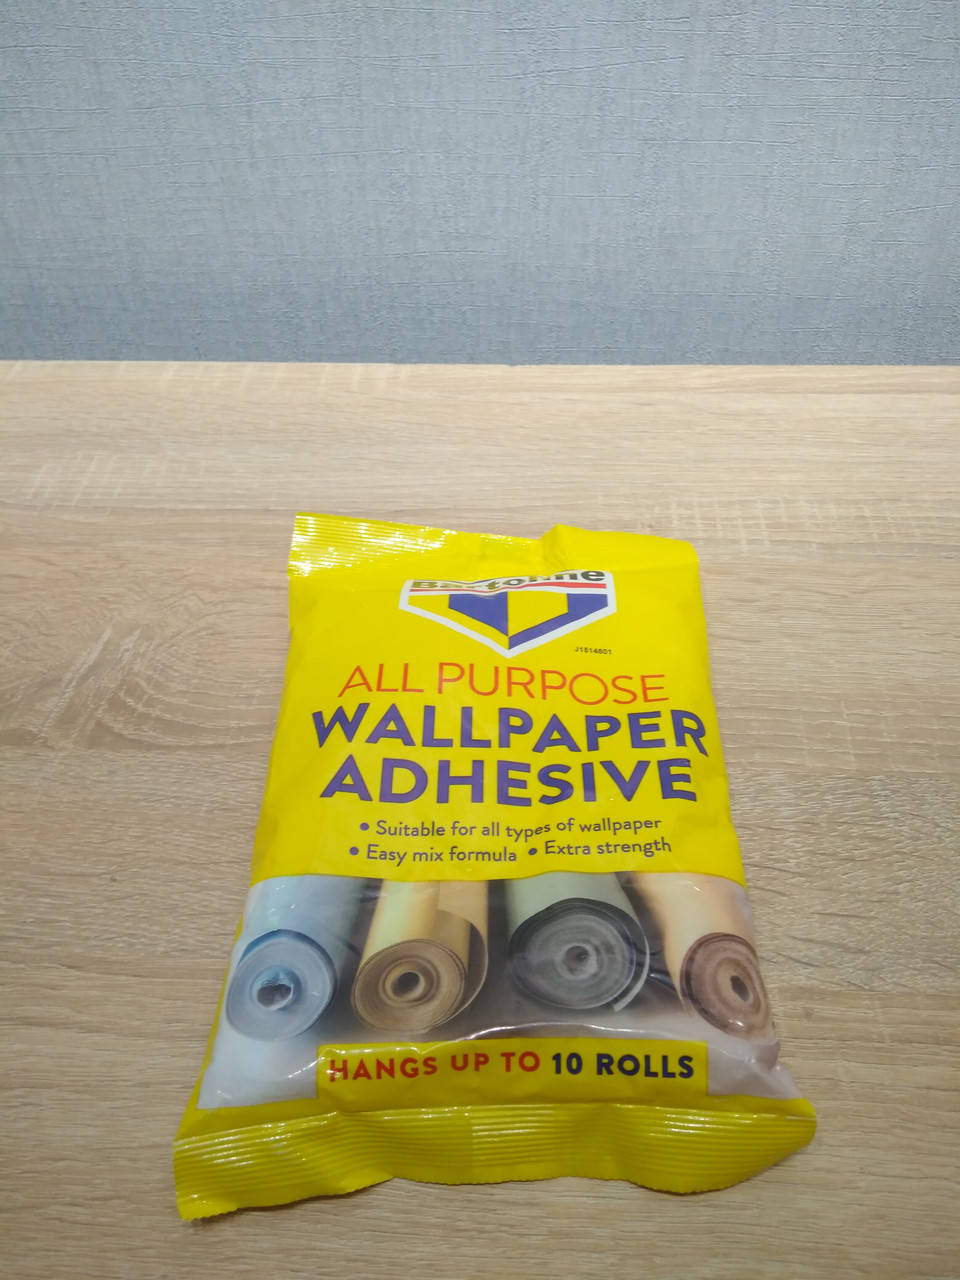 Bartoline
J1514601
ALL PURPOSE
WALLPAPER
ADHESIVE
• Suitable for all types of wallpaper
• Easy mix formula • Extra strength
HANGS UP TO 10 ROLLS